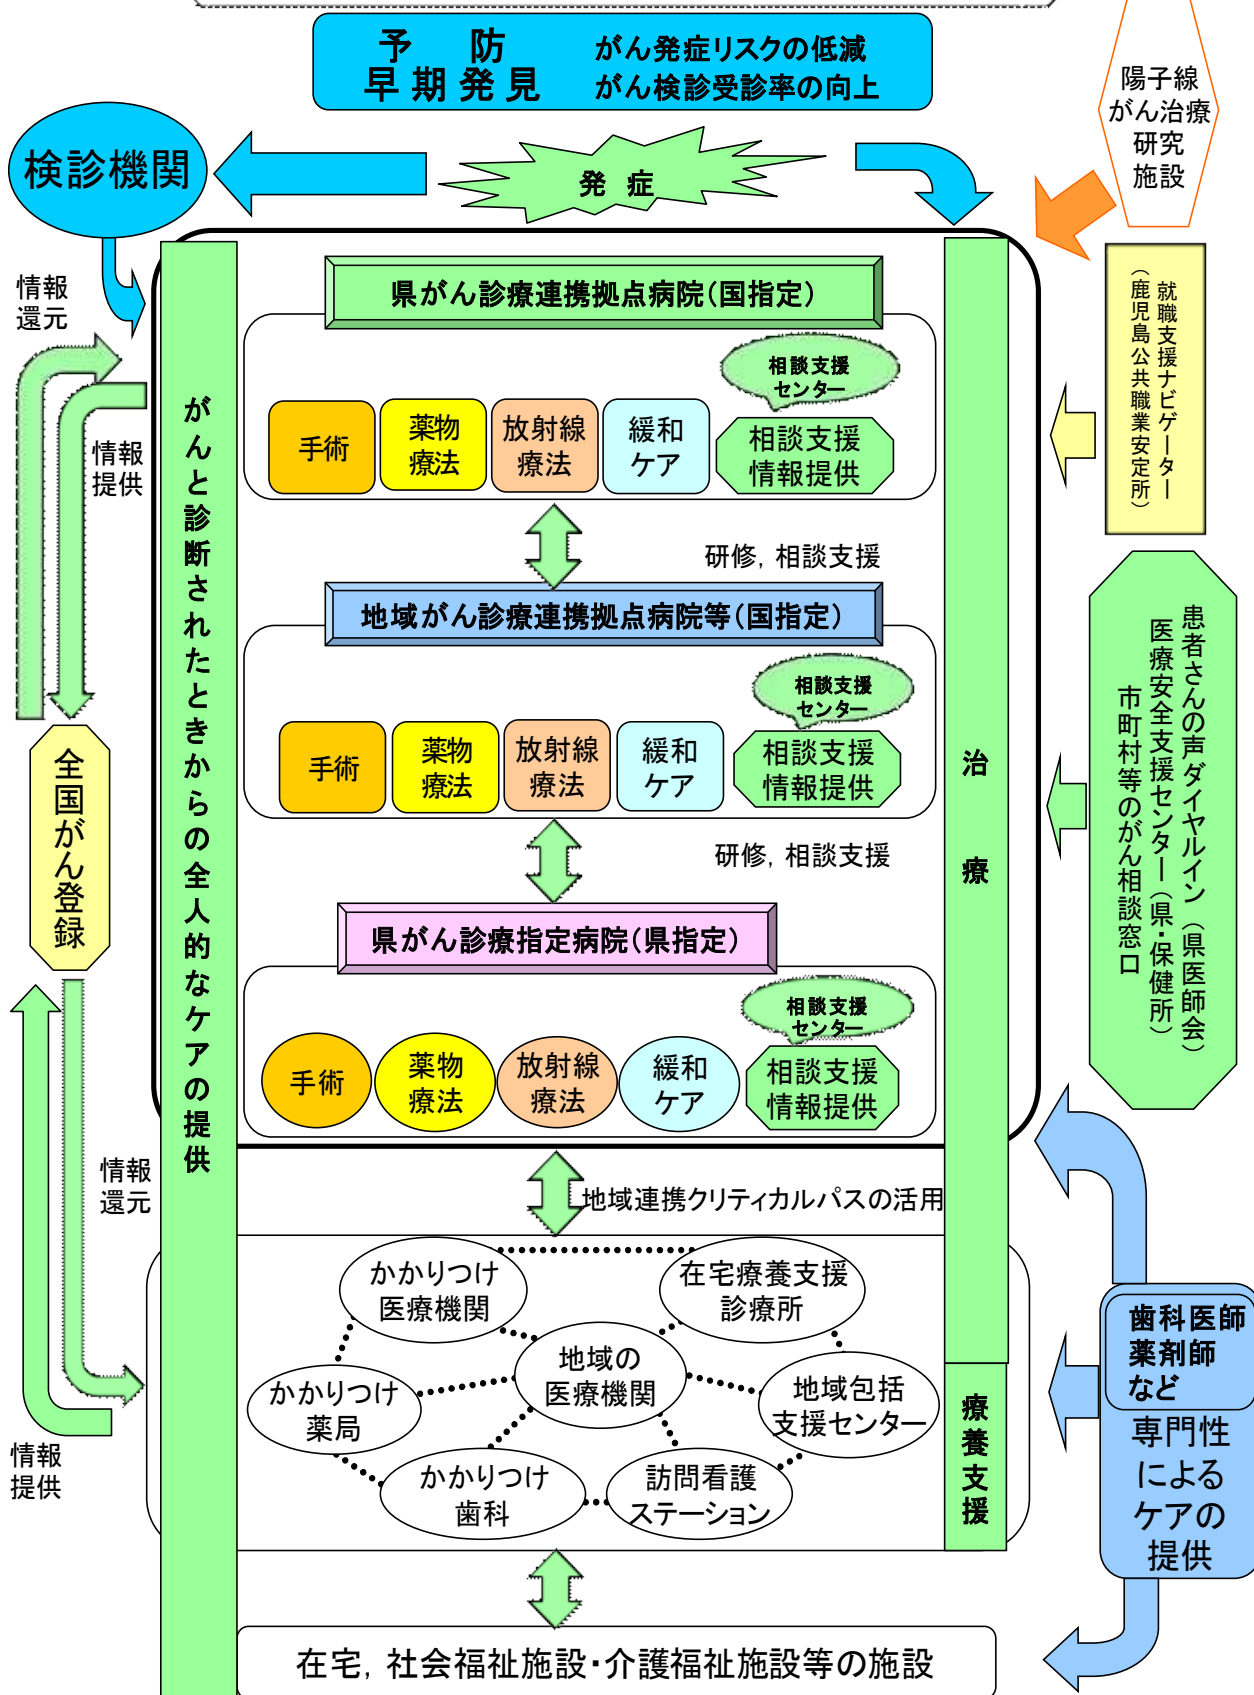 予　防　がん発症リスクの低減
早期発見　がん検診受診率の向上
陽子線
がん治療
研究
施設
検診機関
発 症
情報
還元
県がん診療連携拠点病院(国指定)
就職支援ナビゲーター
(鹿児島公共職業安定所)
相談支援
センター
手術
薬物
療法
放射線
療法
緩和
ケア
相談支援
情報提供
情報
提供
がんと診断されたときからの全人的なケアの提供
研修, 相談支援
地域がん診療連携拠点病院等(国指定)
患者さんの声ダイヤルイン(県医師会)
医療安全支援センター(県・保健所)
市町村等のがん相談窓口
相談支援
センター
手術
薬物
療法
放射線
療法
緩和
ケア
相談支援
情報提供
治療
全国がん登録
研修, 相談支援
県がん診療指定病院(県指定)
相談支援
センター
手術
薬物
療法
放射線
療法
緩和
ケア
相談支援
情報提供
情報
還元
地域連携クリティカルパスの活用
かかりつけ
医療機関
在宅療養支援
診療所
地域の
医療機関
かかりつけ
薬局
地域包括
支援センター
かかりつけ
歯科
訪問看護
ステーション
療養支援
歯科医師
薬剤師
など
専門性
による
ケアの
提供
情報
提供
在宅, 社会福祉施設・介護福祉施設等の施設